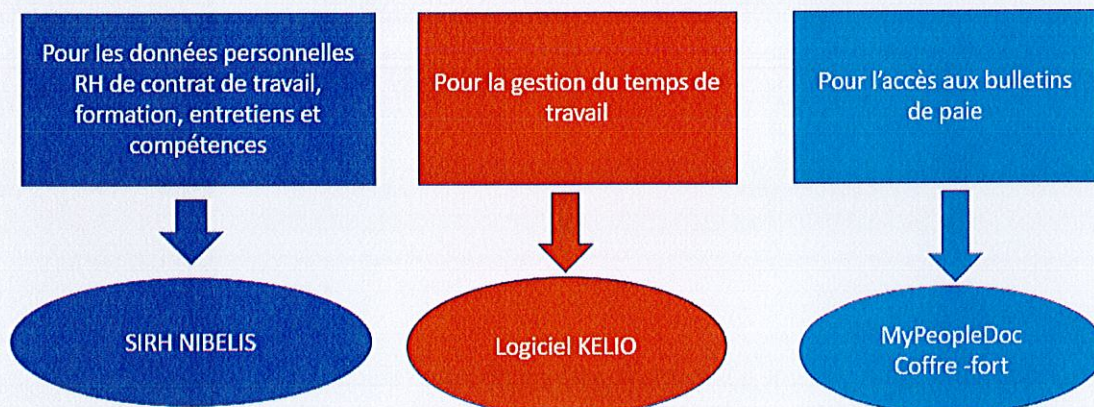 Pour les données personnelles
RH de contrat de travail,
formation, entretiens et
compétences
Pour la gestion du temps de
travail
Pour l'accès aux bulletins
de paie
SIRH NIBELIS
Logiciel KELIO
MyPeopleDoc
Coffre -fort